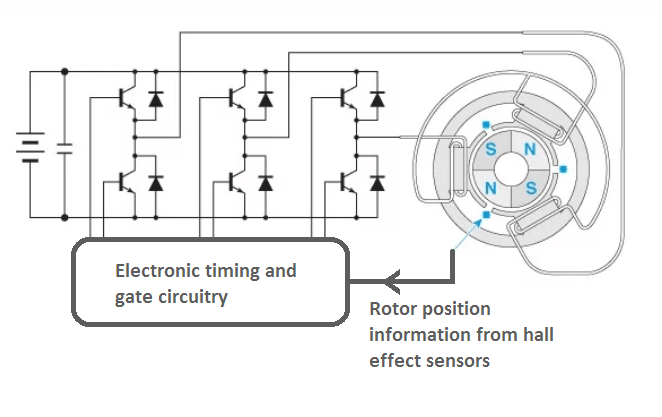 S N
N S
Electronic timing and
gate circuitry
Rotor position
information from hall
effect sensors